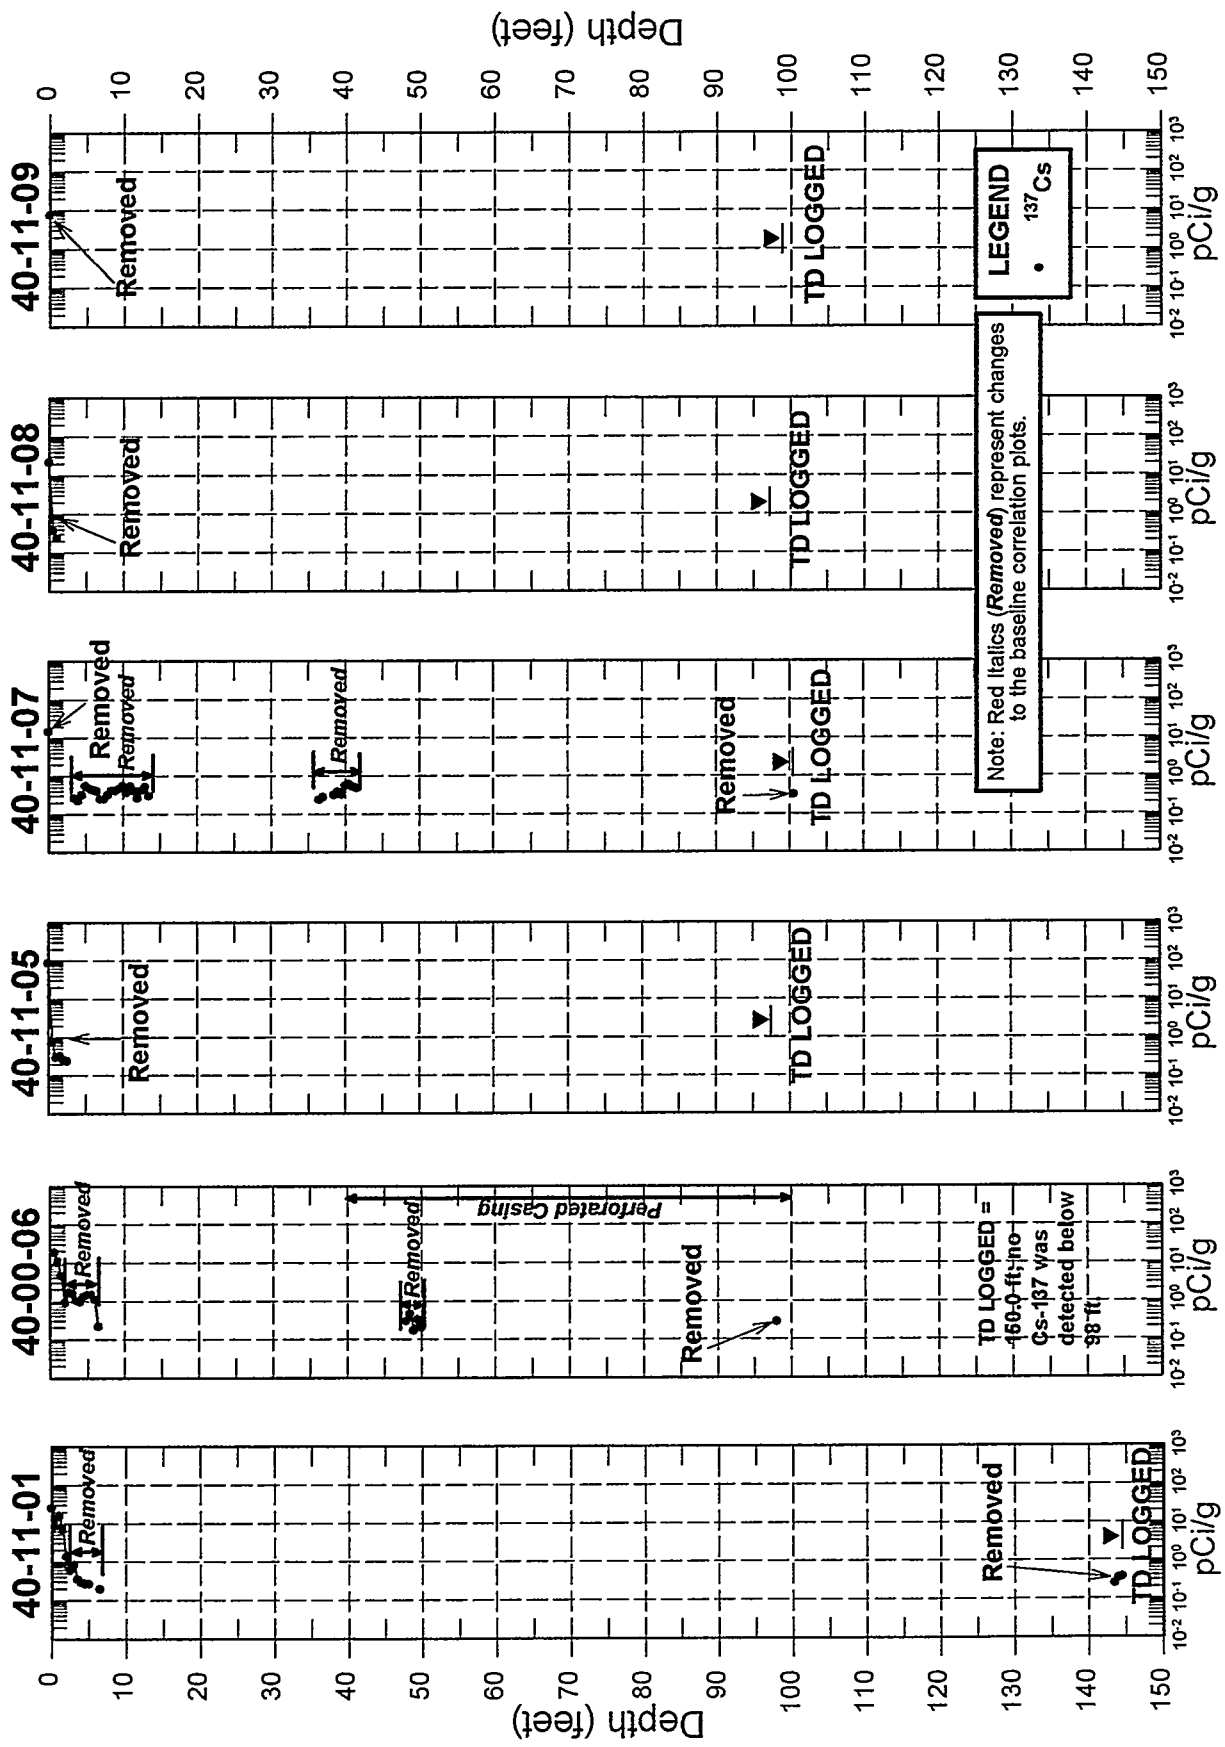 40-11-01
40-00-06
40-11-05
40-11-07
40-11-08
40-11-09
Depth (feet)
0
10
20
30
40
50
60
70
80
90
100
110
120
130
140
150
Removed
Removed
TD LOGGED
10-2 10-1 100 101 102 103
pCi/g
Removed
Removed
Removed
Perforated Casing
TD LOGGED =
150.0 ft; no
Cs-137 was
detected below
98 ft.
10-2 10-1 100 101 102 103
pCi/g
Removed
TD LOGGED
10-2 10-1 100 101 102 103
pCi/g
Removed
Removed
Removed
Removed
TD LOGGED
10-2 10-1 100 101 102 103
pCi/g
Removed
TD LOGGED
10-2 10-1 100 101 102 103
pCi/g
Removed
TD LOGGED
10-2 10-1 100 101 102 103
pCi/g
Depth (feet)
0
10
20
30
40
50
60
70
80
90
100
110
120
130
140
150
Note: Red Italics (Removed) represent changes
to the baseline correlation plots.
LEGEND
137Cs